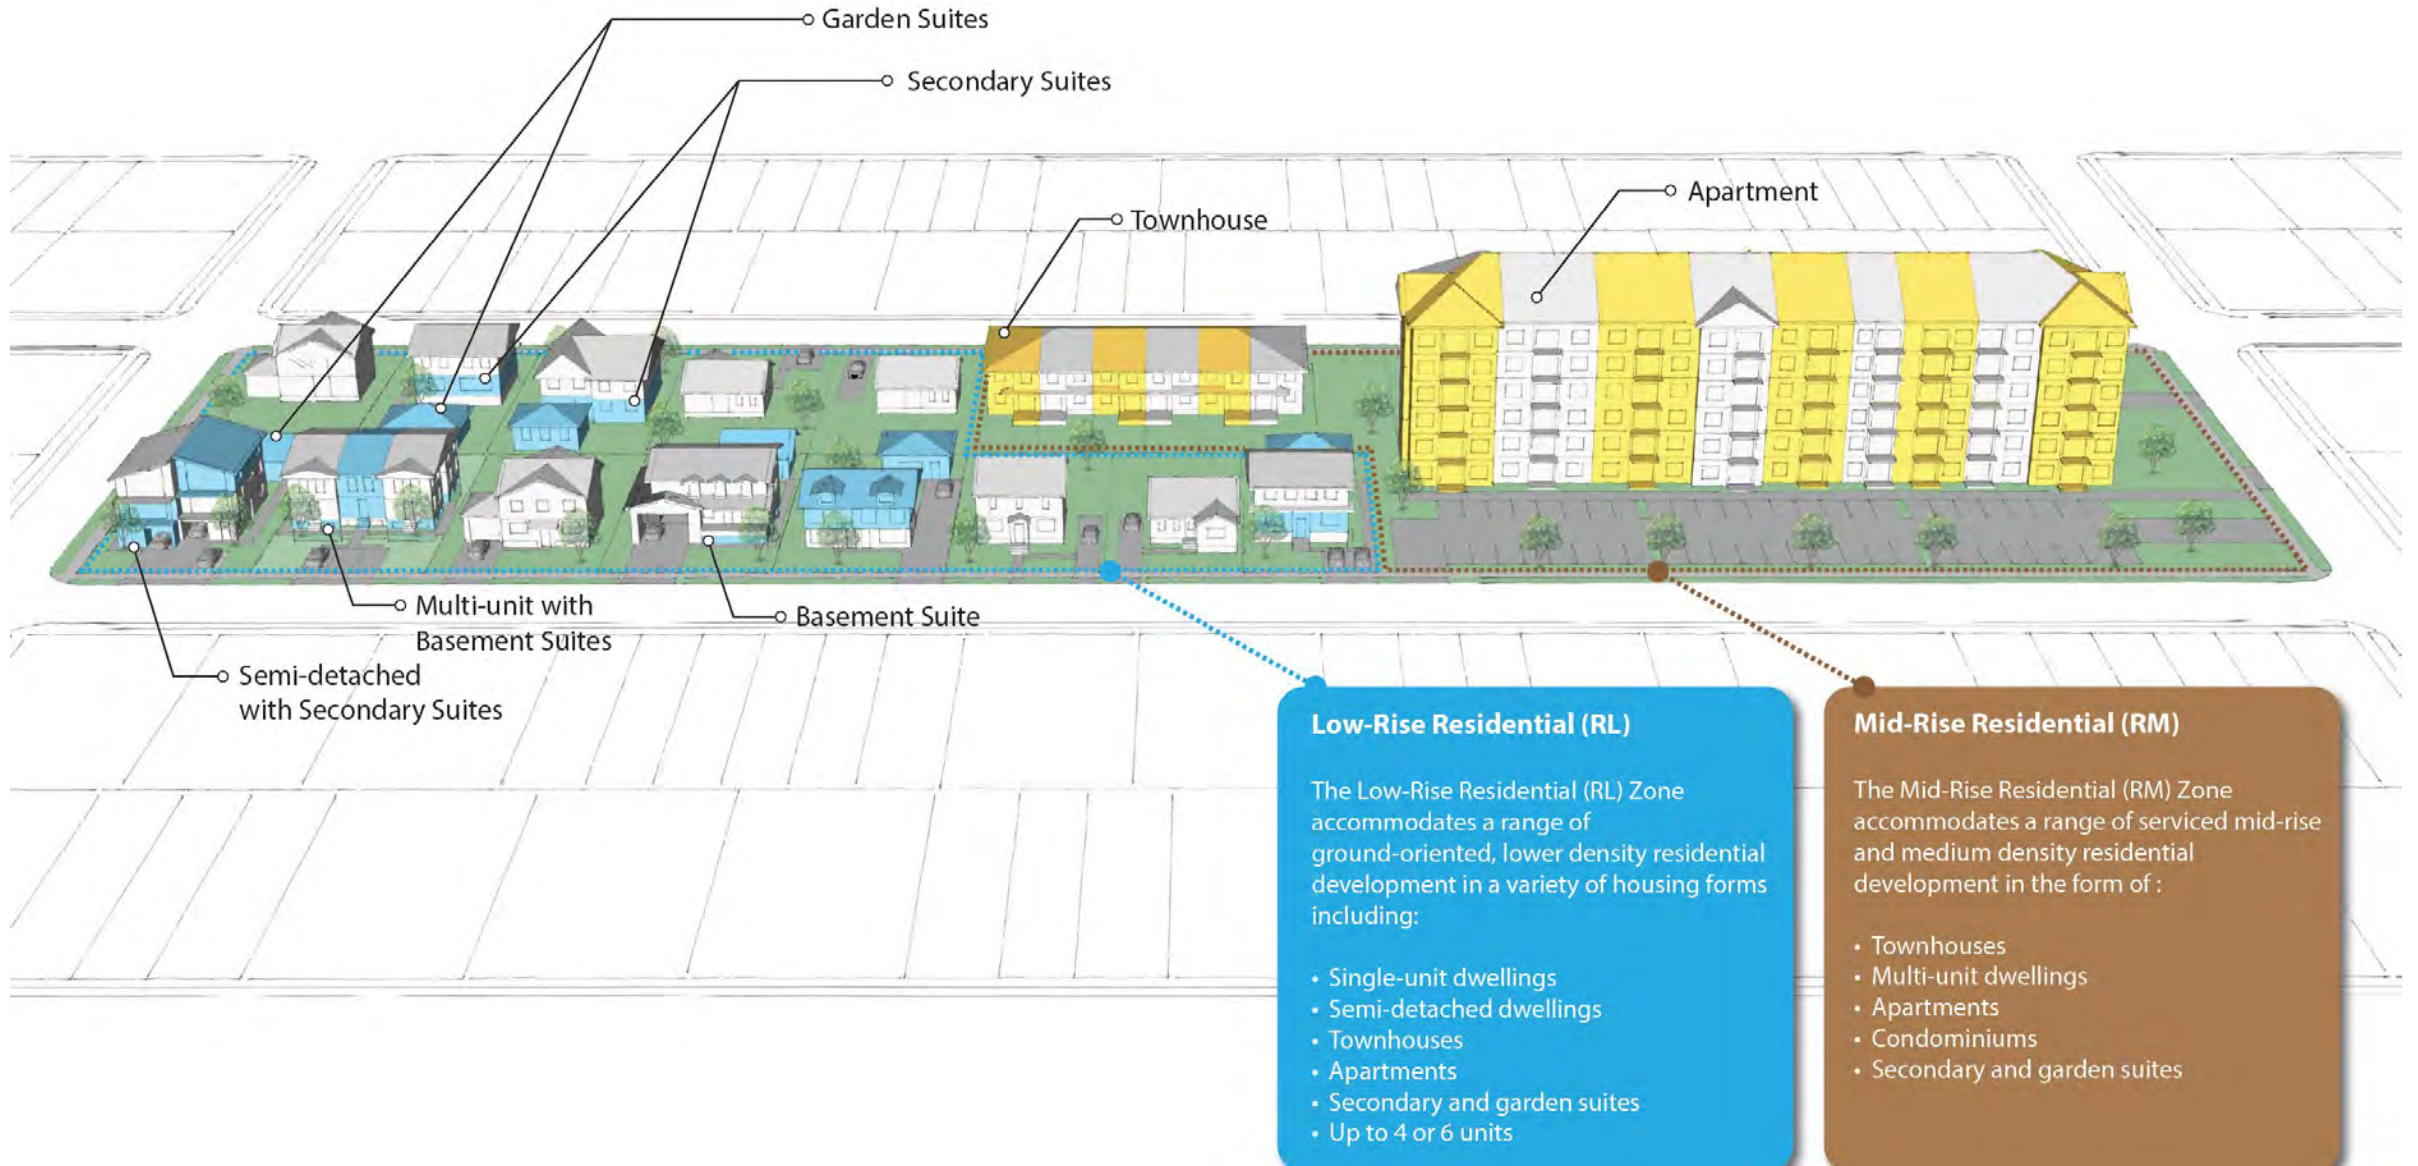 Garden Suites
Secondary Suites
Apartment
Townhouse
Multi-unit with
Basement Suites
Basement Suite
Semi-detached
with Secondary Suites
Low-Rise Residential (RL)
The Low-Rise Residential (RL) Zone
accommodates a range of
ground-oriented, lower density residential
development in a variety of housing forms
including:
• Single-unit dwellings
• Semi-detached dwellings
• Townhouses
• Apartments
• Secondary and garden suites
• Up to 4 or 6 units
Mid-Rise Residential (RM)
The Mid-Rise Residential (RM) Zone
accommodates a range of serviced mid-rise
and medium density residential
development in the form of :
• Townhouses
• Multi-unit dwellings
• Apartments
• Condominiums
• Secondary and garden suites